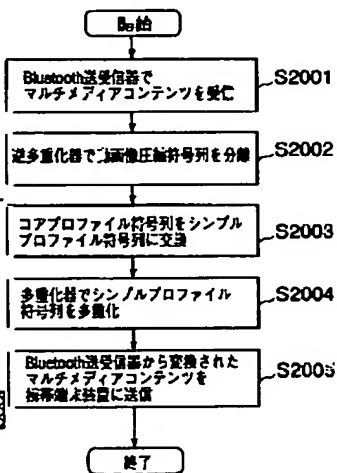 開始
Bluetooth送受信器で
マルチメディアコンテンツを受信
S2001
逆多重化器で動画像圧縮符号列を分離
S2002
コアプロファイル符号列をシンプル
プロファイル符号列に変換
S2003
多重化器でシンプルプロファイル
符号列を多重化
S2004
Bluetooth送受信器から変換された
マルチメディアコンテンツを
携帯端末装置に送信
S2005
終了